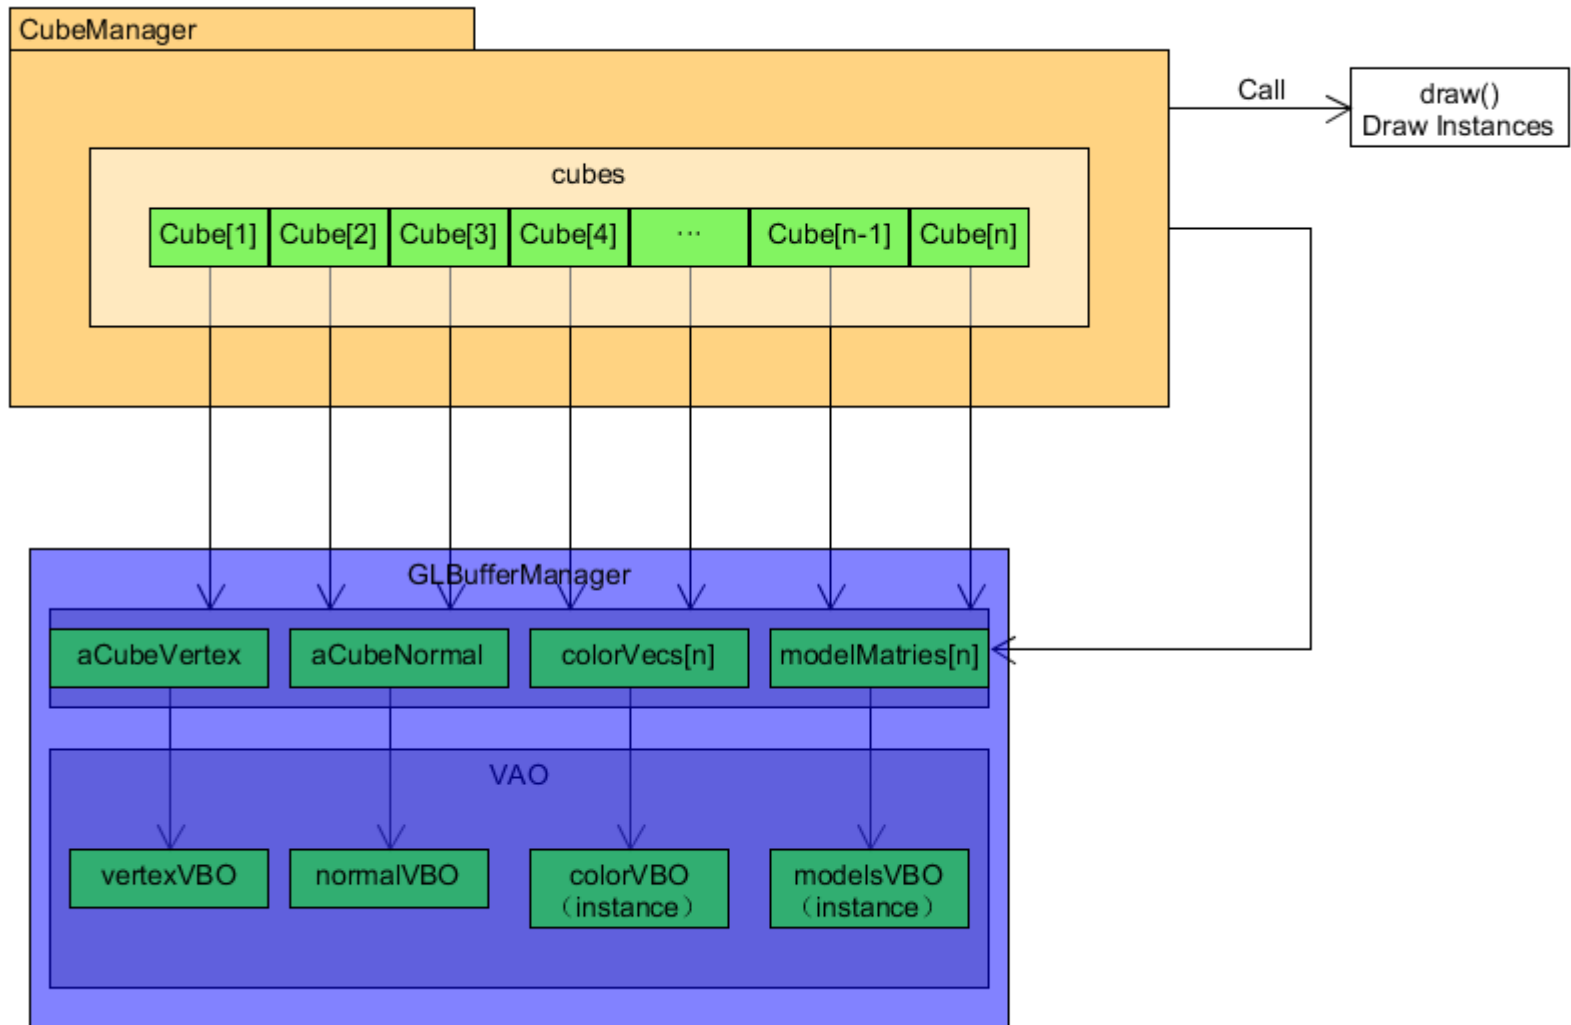 CubeManager
Call
draw()
Draw Instances
cubes
Cube[1] Cube[2] Cube[3] Cube[4] ··· Cube[n-1] Cube[n]
GLBufferManager
aCubeVertex aCubeNormal colorVecs[n] modelMatries[n]
VAO
vertexVBO normalVBO colorVBO modelsVBO
（instance） （instance）